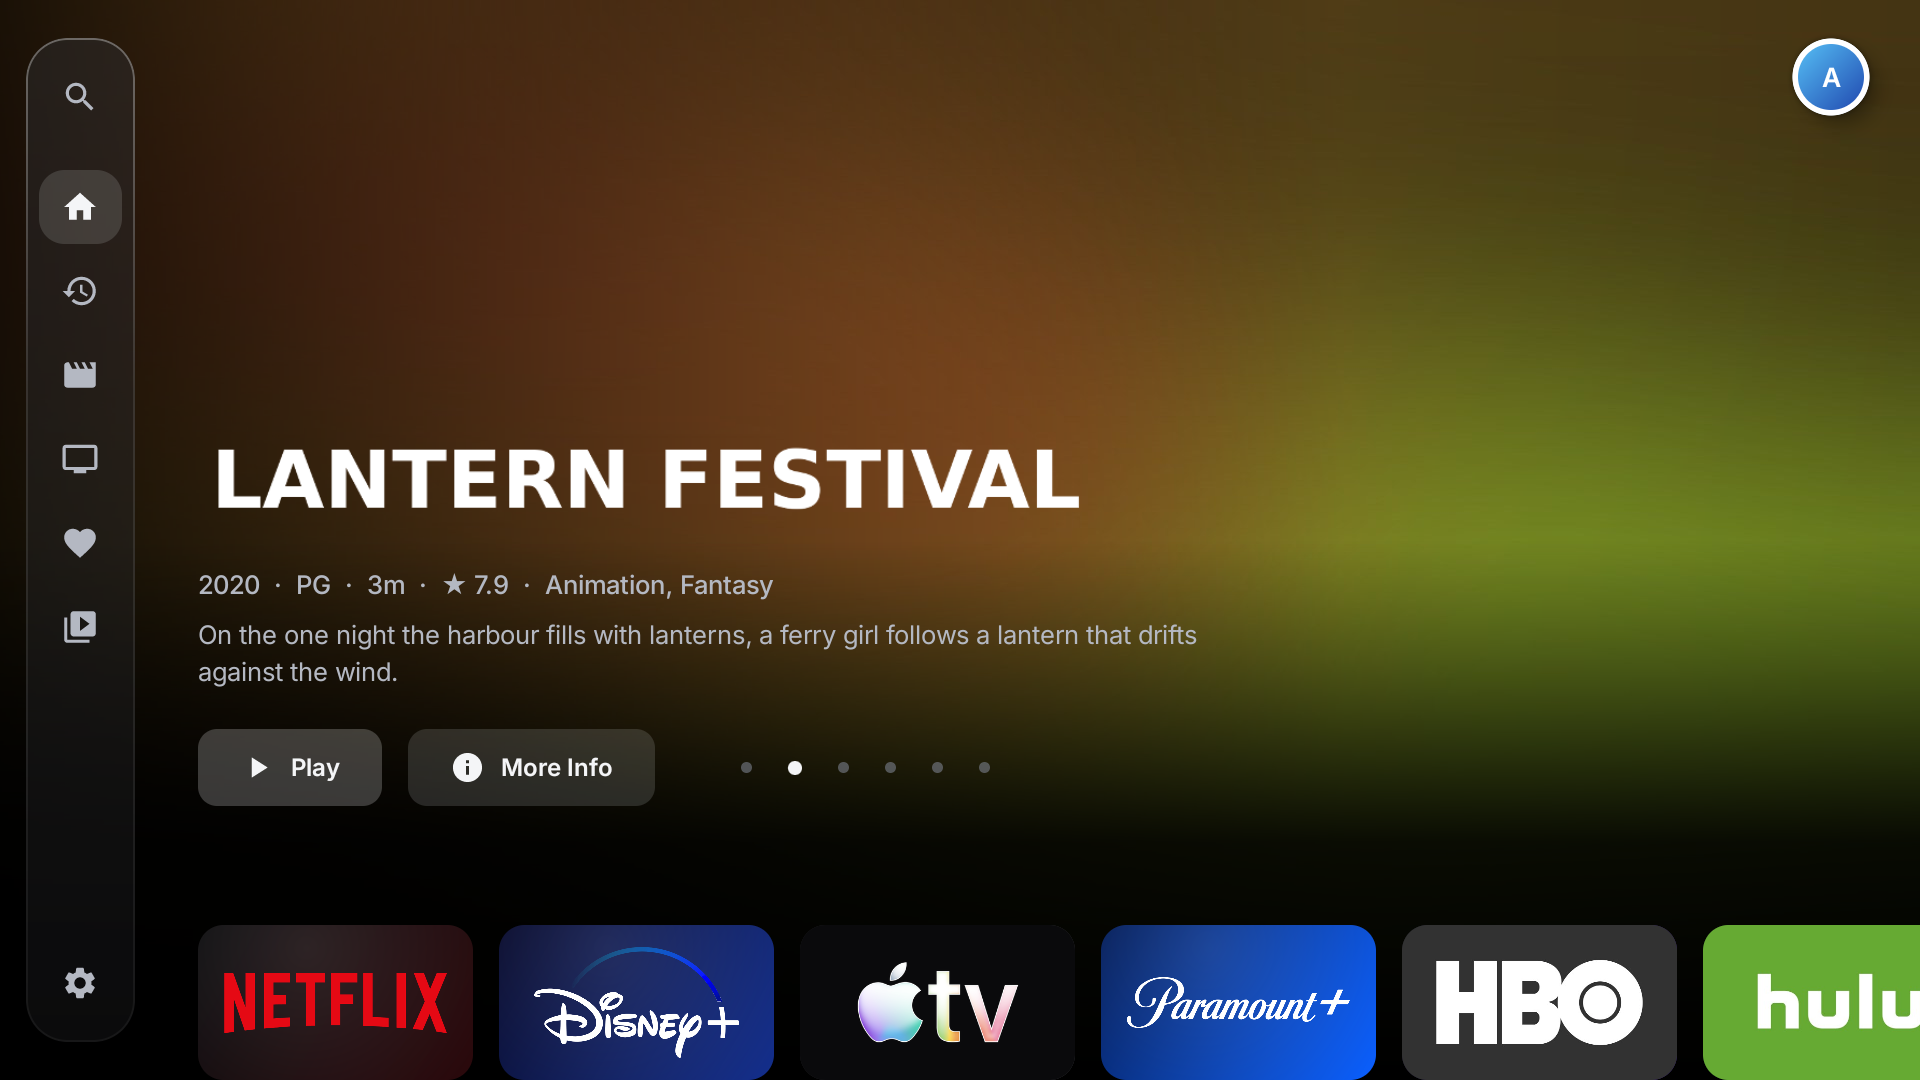 A
LANTERN FESTIVAL
2020 · PG · 3m · ★ 7.9 · Animation, Fantasy
On the one night the harbour fills with lanterns, a ferry girl follows a lantern that drifts
against the wind.
Play
More Info
NETFLIX
Disney+
tv
Paramount+
HBO
hulu